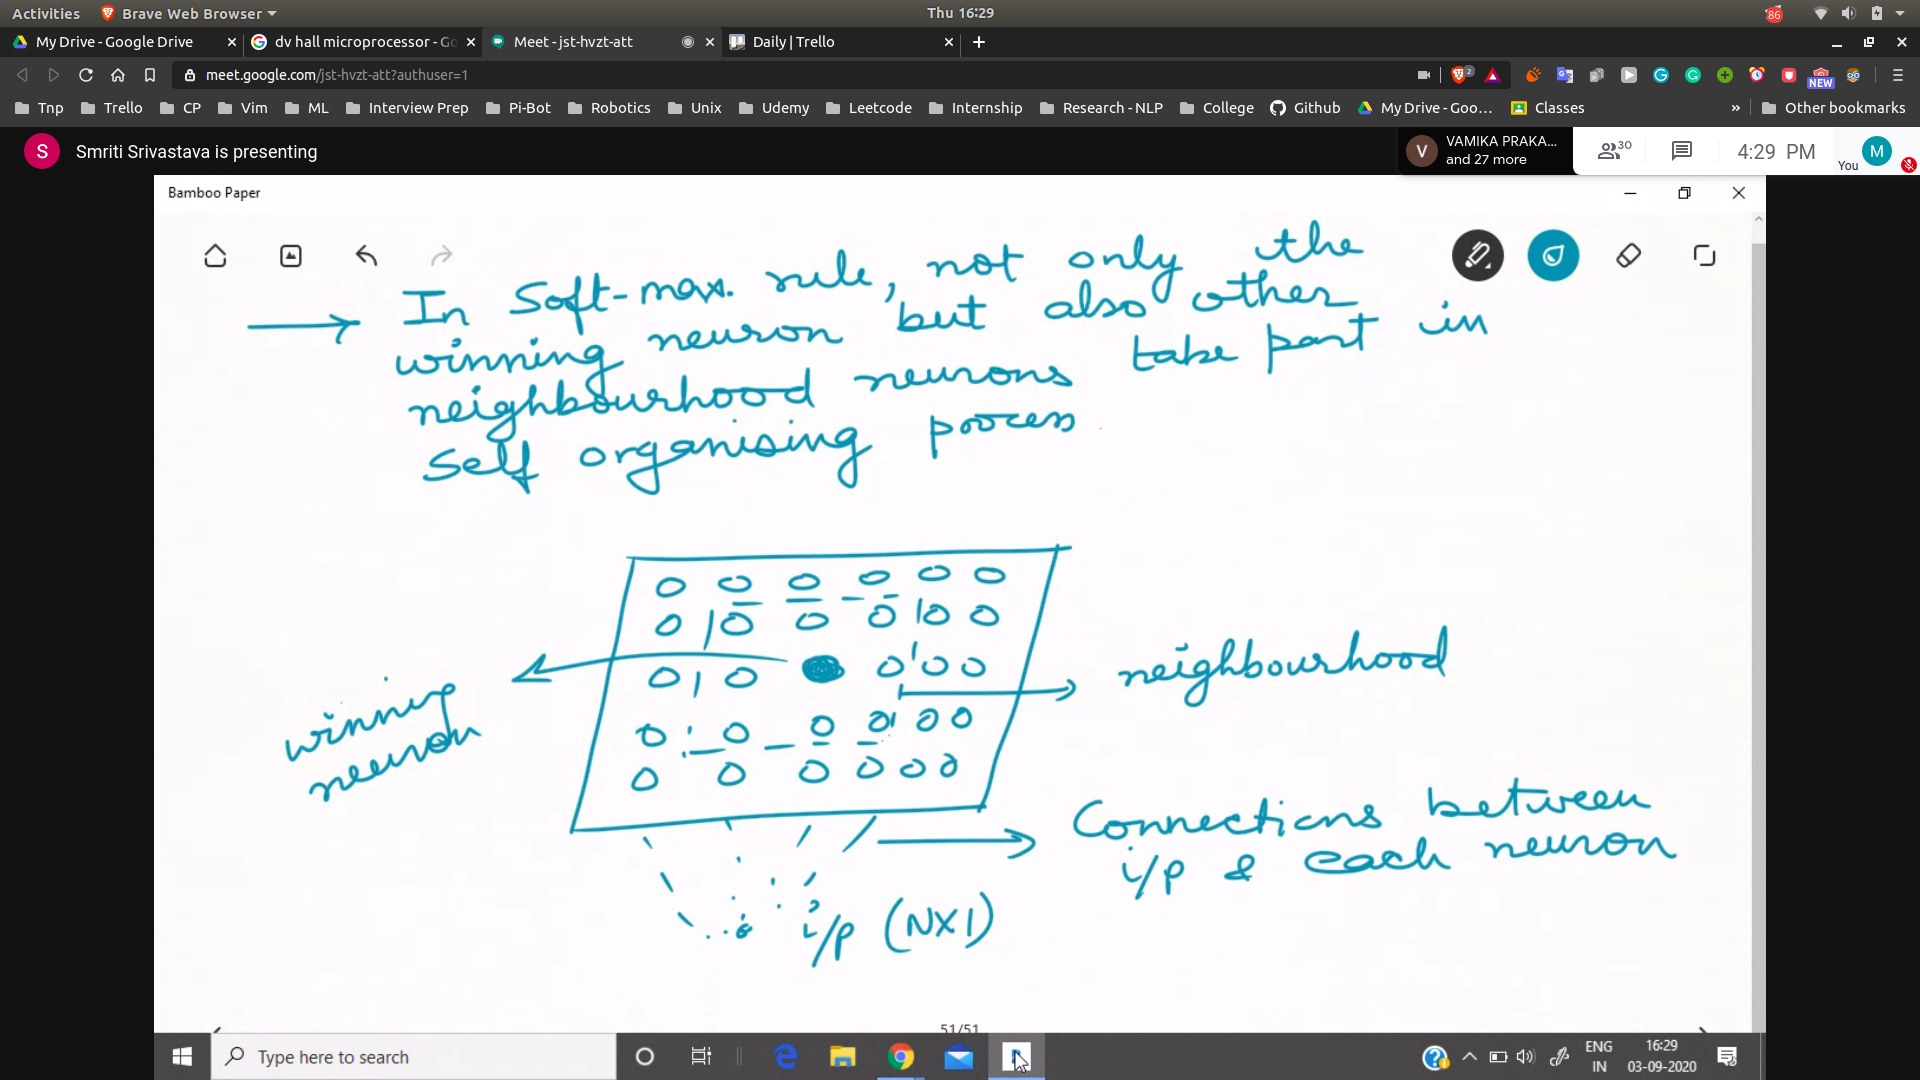 Activities Brave Web Browser Thu 16:29 86
My Drive - Google Drive dv hall microprocessor - Go Meet - jst-hvzt-att Daily | Trello
meet.google.com/jst-hvzt-att?authuser=1 2 NEW
Tnp Trello CP Vim ML Interview Prep Pi-Bot Robotics Unix Udemy Leetcode Internship Research - NLP College Github My Drive - Goo... Classes » Other bookmarks
S Smriti Srivastava is presenting V VAMIKA PRAKA... and 27 more 30 4:29 PM You M
Bamboo Paper
→ In Soft-max. rule, not only the
winning neuron but also other
neighbourhood neurons take part in
self organising process
winning
neuron
neighbourhood
Connections between
i/p & each neuron
i/p (NX1)
51/51
Type here to search ENG IN 16:29 03-09-2020